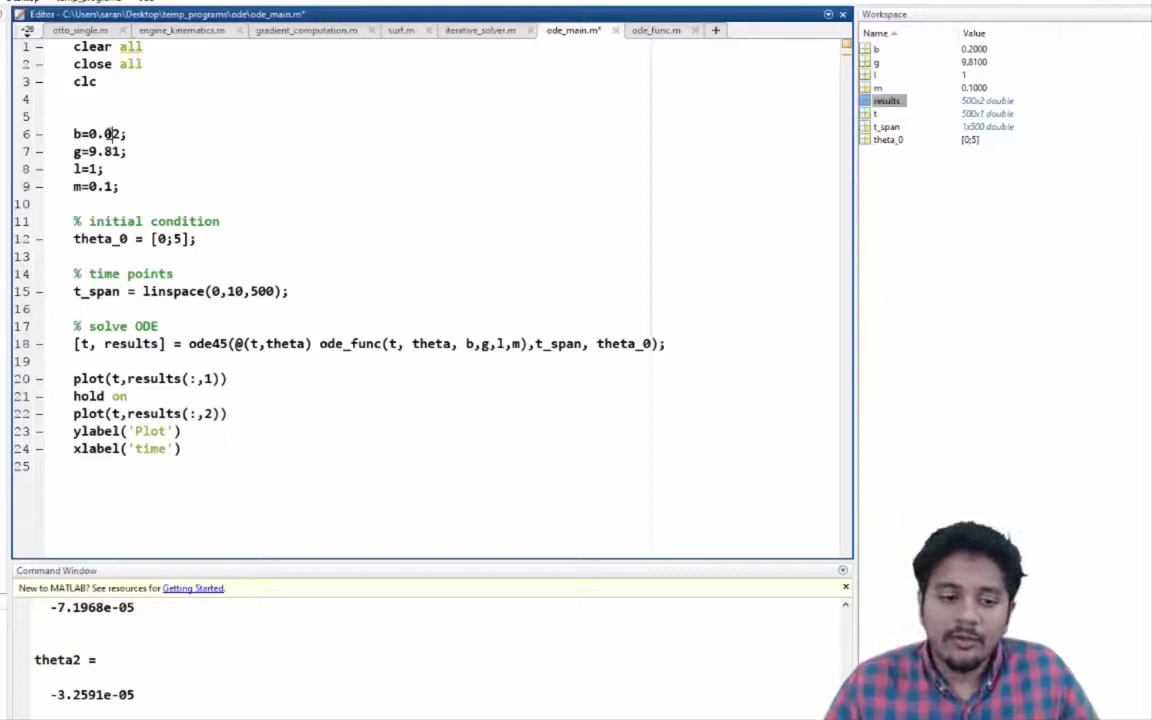 Editor - C:\Users\saran\Desktop\temp_programs\ode\ode_main.m*
otto_single.m engine_kinematics.m gradient_computation.m surf.m iterative_solver.m ode_main.m* ode_func.m +
1 - clear all
2 - close all
3 - clc
4
5
6 - b=0.02;
7 - g=9.81;
8 - l=1;
9 - m=0.1;
10
11 % initial condition
12 - theta_0 = [0;5];
13
14 % time points
15 - t_span = linspace(0,10,500);
16
17 % solve ODE
18 - [t, results] = ode45(@(t,theta) ode_func(t, theta, b,g,l,m),t_span, theta_0);
19
20 - plot(t,results(:,1))
21 - hold on
22 - plot(t,results(:,2))
23 - ylabel('Plot')
24 - xlabel('time')
25
Command Window
New to MATLAB? See resources for Getting Started.
-7.1968e-05
theta2 =
-3.2591e-05
Workspace
Name Value
b 0.2000
g 9.8100
l 1
m 0.1000
results 500x2 double
t 500x1 double
t_span 1x500 double
theta_0 [0;5]